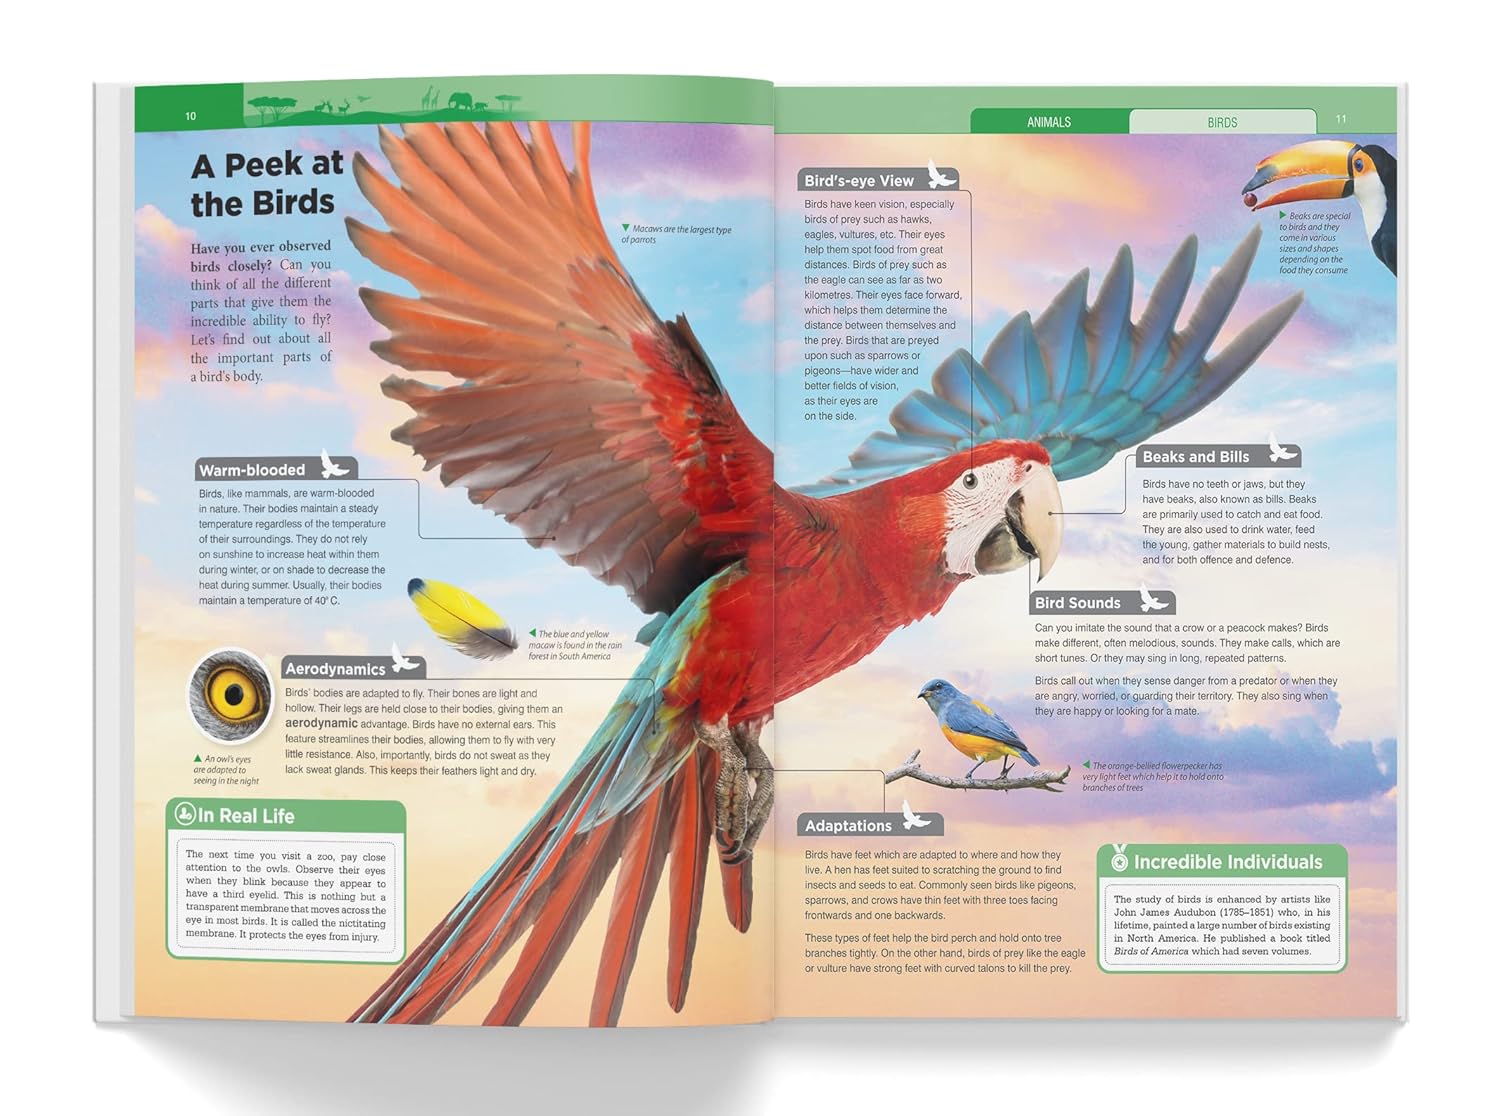 10
A Peek at
the Birds
Have you ever observed
birds closely? Can you
think of all the different
parts that give them the
incredible ability to fly?
Let's find out about all
the important parts of
a bird's body.
Macaws are the largest type
of parrots
Warm-blooded
Birds, like mammals, are warm-blooded
in nature. Their bodies maintain a steady
temperature regardless of the temperature
of their surroundings. They do not rely
on sunshine to increase heat within them
during winter, or on shade to decrease the
heat during summer. Usually, their bodies
maintain a temperature of 40° C.
The blue and yellow
macaw is found in the rain
forest in South America
An owl's eyes
are adapted to
seeing in the night
Aerodynamics
Birds' bodies are adapted to fly. Their bones are light and
hollow. Their legs are held close to their bodies, giving them an
aerodynamic advantage. Birds have no external ears. This
feature streamlines their bodies, allowing them to fly with very
little resistance. Also, importantly, birds do not sweat as they
lack sweat glands. This keeps their feathers light and dry.
In Real Life
The next time you visit a zoo, pay close
attention to the owls. Observe their eyes
when they blink because they appear to
have a third eyelid. This is nothing but a
transparent membrane that moves across the
eye in most birds. It is called the nictitating
membrane. It protects the eyes from injury.
ANIMALS
BIRDS
11
Bird's-eye View
Birds have keen vision, especially
birds of prey such as hawks,
eagles, vultures, etc. Their eyes
help them spot food from great
distances. Birds of prey such as
the eagle can see as far as two
kilometres. Their eyes face forward,
which helps them determine the
distance between themselves and
the prey. Birds that are preyed
upon such as sparrows or
pigeons—have wider and
better fields of vision,
as their eyes are
on the side.
Beaks are special
to birds and they
come in various
sizes and shapes
depending on the
food they consume
Beaks and Bills
Birds have no teeth or jaws, but they
have beaks, also known as bills. Beaks
are primarily used to catch and eat food.
They are also used to drink water, feed
the young, gather materials to build nests,
and for both offence and defence.
Bird Sounds
Can you imitate the sound that a crow or a peacock makes? Birds
make different, often melodious, sounds. They make calls, which are
short tunes. Or they may sing in long, repeated patterns.
Birds call out when they sense danger from a predator or when they
are angry, worried, or guarding their territory. They also sing when
they are happy or looking for a mate.
The orange-bellied flowerpecker has
very light feet which help it to hold onto
branches of trees
Adaptations
Birds have feet which are adapted to where and how they
live. A hen has feet suited to scratching the ground to find
insects and seeds to eat. Commonly seen birds like pigeons,
sparrows, and crows have thin feet with three toes facing
frontwards and one backwards.
These types of feet help the bird perch and hold onto tree
branches tightly. On the other hand, birds of prey like the eagle
or vulture have strong feet with curved talons to kill the prey.
Incredible Individuals
The study of birds is enhanced by artists like
John James Audubon (1785–1851) who, in his
lifetime, painted a large number of birds existing
in North America. He published a book titled
Birds of America which had seven volumes.